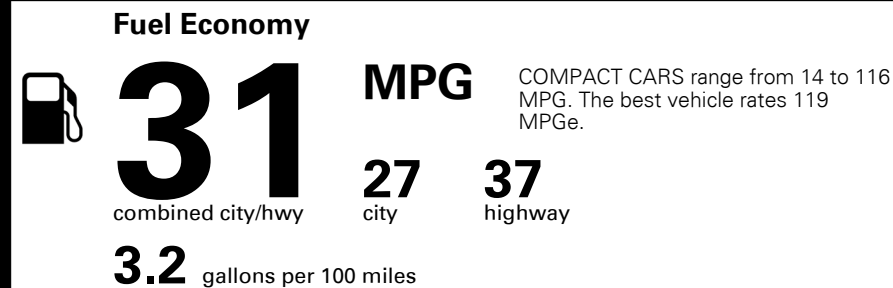 Fuel Economy
31
MPG
COMPACT CARS range from 14 to 116
MPG. The best vehicle rates 119
MPGe.
27
37
combined city/hwy
city
highway
3.2 gallons per 100 miles